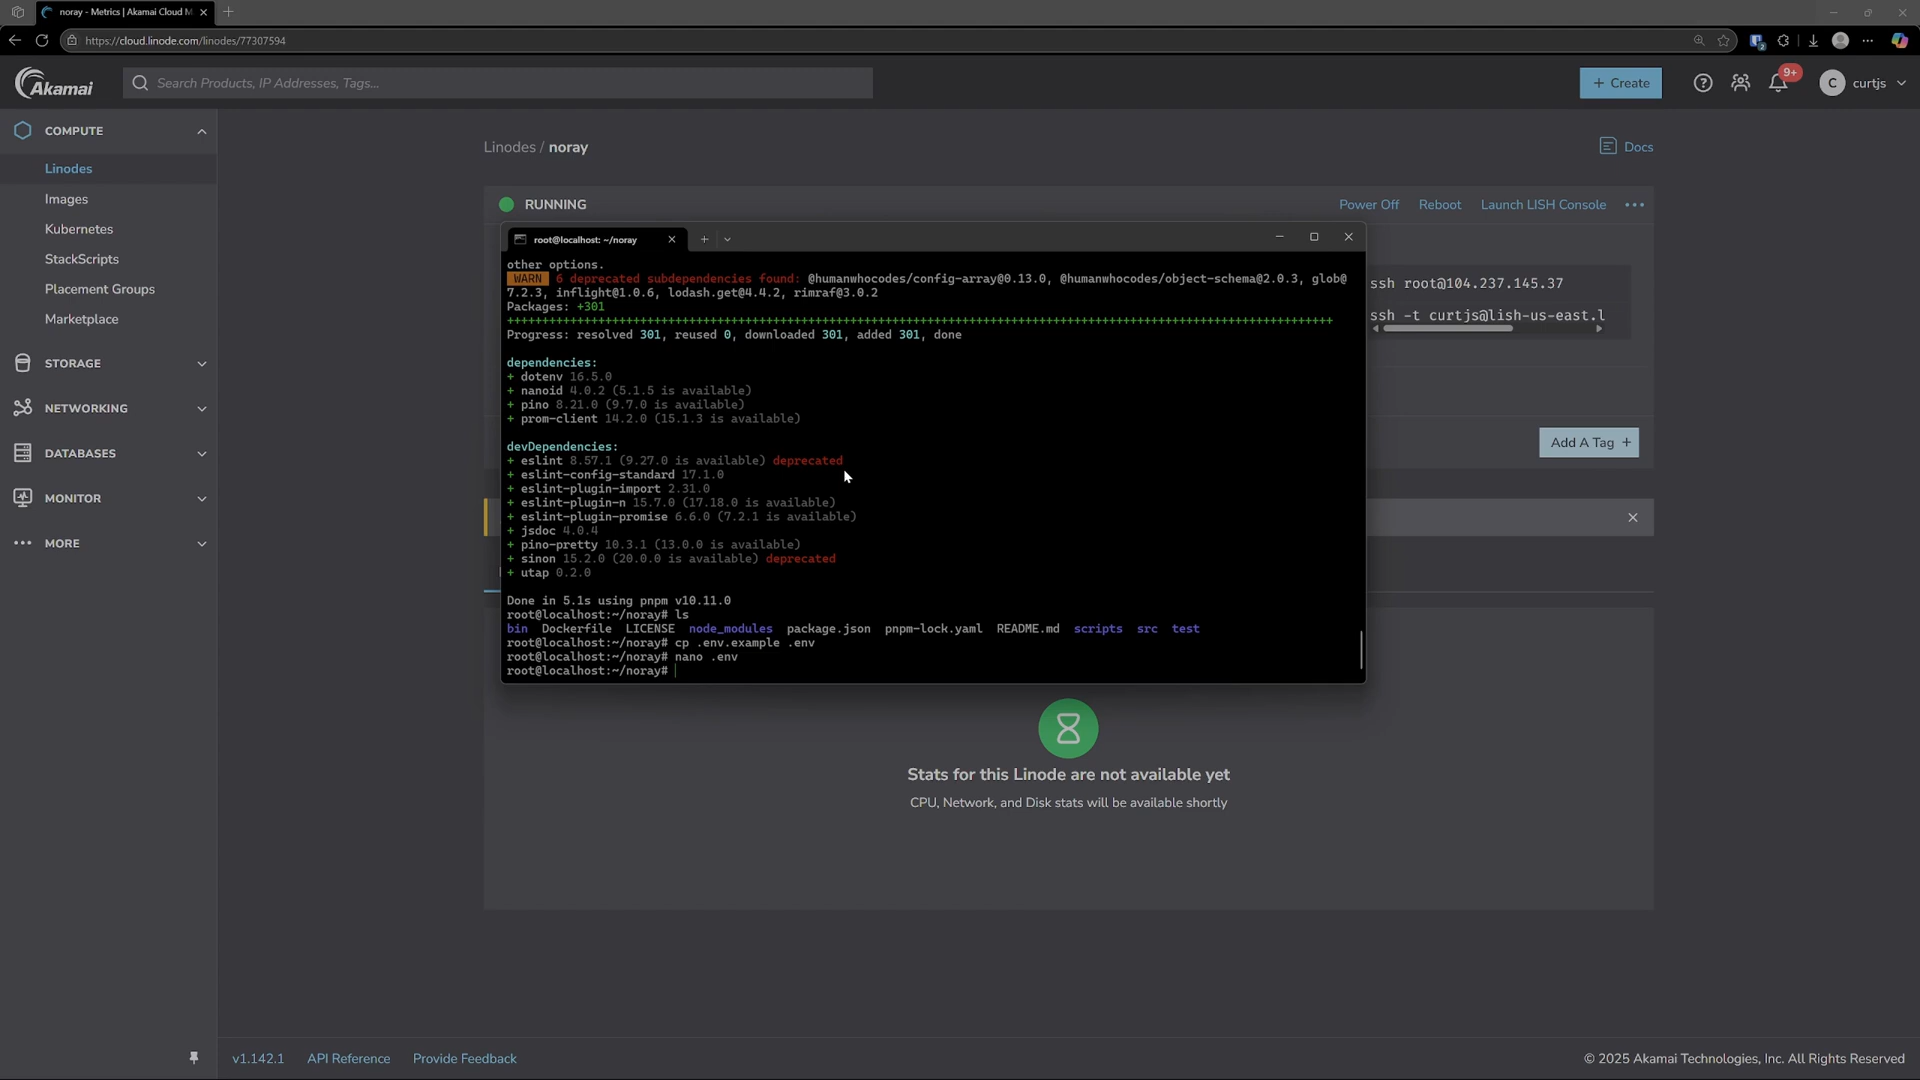 noray - Metrics | Akamai Cloud M
https://cloud.linode.com/linodes/77307594
Akamai
Search Products, IP Addresses, Tags...
+ Create
9+
C
curtjs
COMPUTE
Linodes
Images
Kubernetes
StackScripts
Placement Groups
Marketplace
STORAGE
NETWORKING
DATABASES
MONITOR
MORE
Linodes / noray
Docs
RUNNING
Power Off
Reboot
Launch LISH Console
root@localhost: ~/noray
other options.
WARN 6 deprecated subdependencies found: @humanwhocodes/config-array@0.13.0, @humanwhocodes/object-schema@2.0.3, glob@
7.2.3, inflight@1.0.6, lodash.get@4.4.2, rimraf@3.0.2
Packages: +301
++++++++++++++++++++++++++++++++++++++++++++++++++++++++++++++++++++++++++++++++++++++++++++++++++++++++++++++++++++++
Progress: resolved 301, reused 0, downloaded 301, added 301, done
dependencies:
+ dotenv 16.5.0
+ nanoid 4.0.2 (5.1.5 is available)
+ pino 8.21.0 (9.7.0 is available)
+ prom-client 14.2.0 (15.1.3 is available)
devDependencies:
+ eslint 8.57.1 (9.27.0 is available) deprecated
+ eslint-config-standard 17.1.0
+ eslint-plugin-import 2.31.0
+ eslint-plugin-n 15.7.0 (17.18.0 is available)
+ eslint-plugin-promise 6.6.0 (7.2.1 is available)
+ jsdoc 4.0.4
+ pino-pretty 10.3.1 (13.0.0 is available)
+ sinon 15.2.0 (20.0.0 is available) deprecated
+ utap 0.2.0
Done in 5.1s using pnpm v10.11.0
root@localhost:~/noray# ls
bin Dockerfile LICENSE node_modules package.json pnpm-lock.yaml README.md scripts src test
root@localhost:~/noray# cp .env.example .env
root@localhost:~/noray# nano .env
root@localhost:~/noray#
ssh root@104.237.145.37
ssh -t curtjs@lish-us-east.l
Add A Tag +
Stats for this Linode are not available yet
CPU, Network, and Disk stats will be available shortly
v1.142.1
API Reference
Provide Feedback
© 2025 Akamai Technologies, Inc. All Rights Reserved